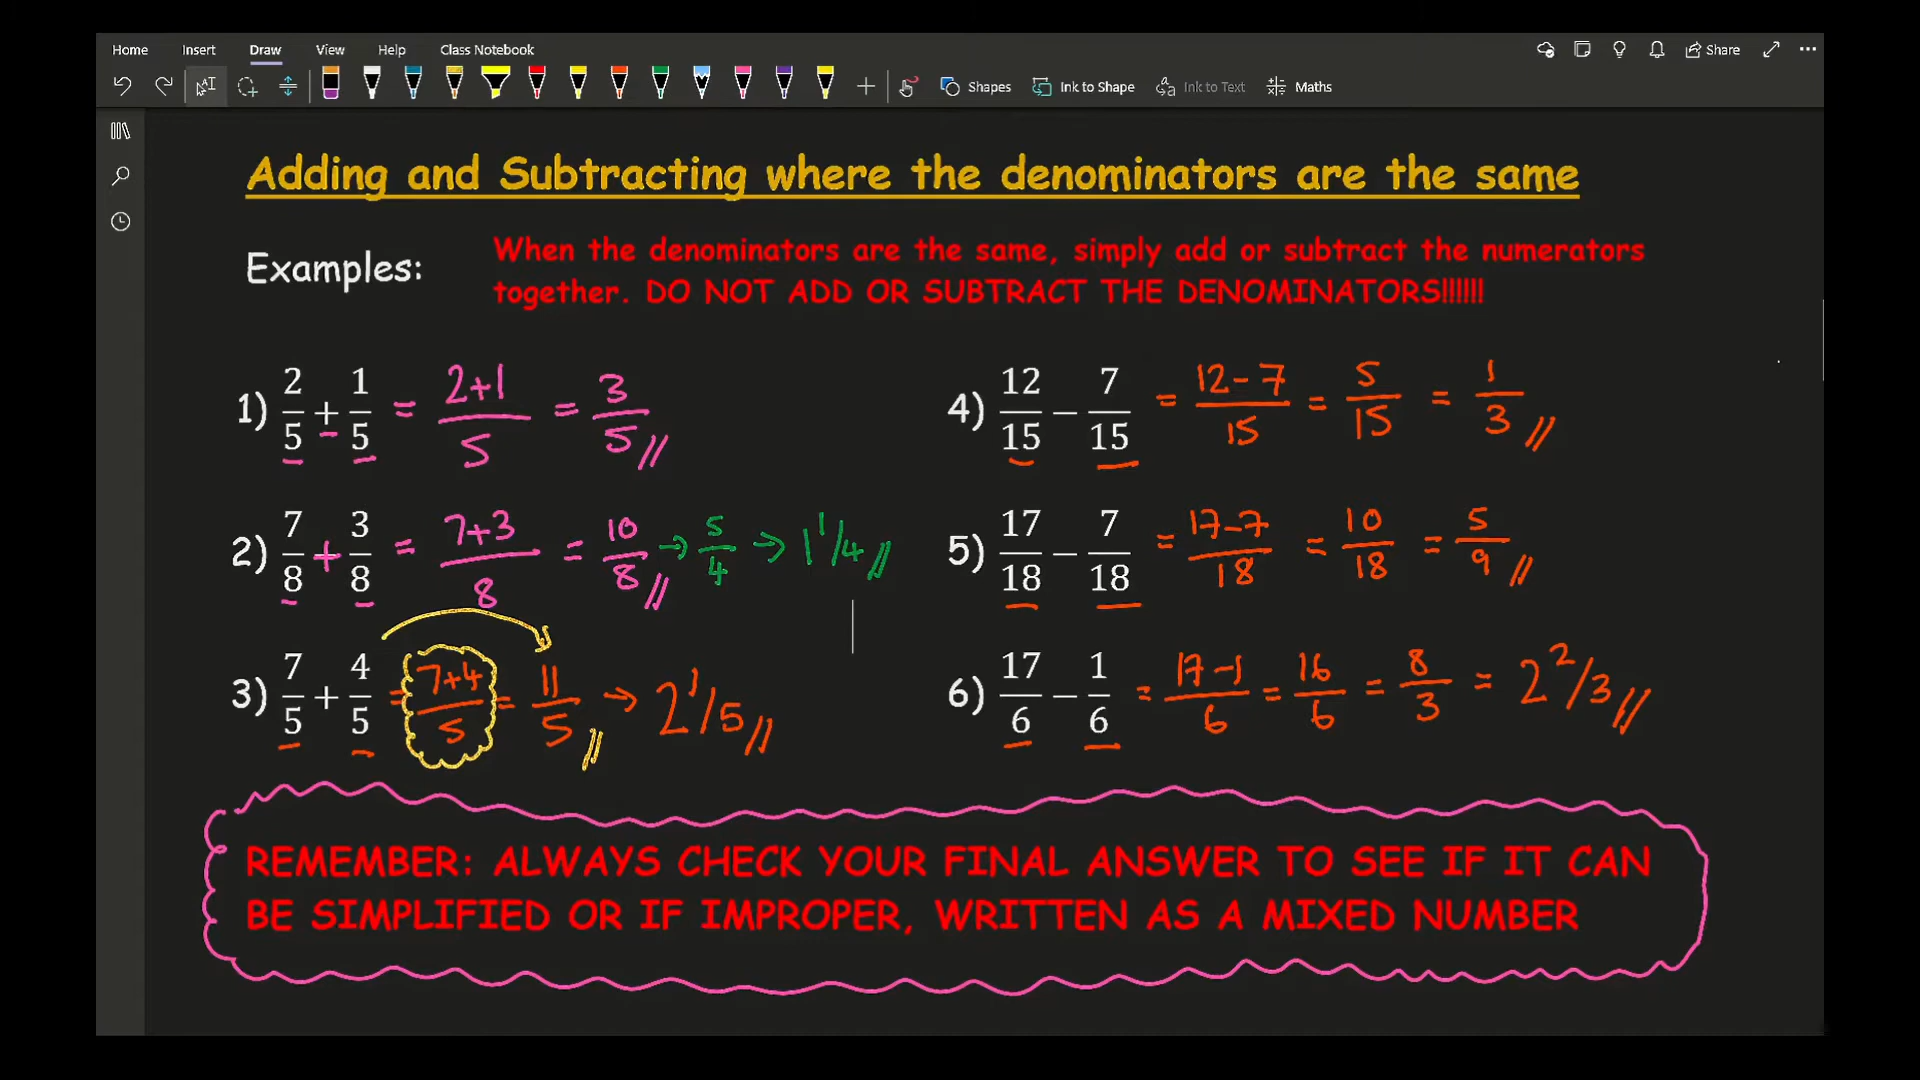 Home Insert Draw View Help Class Notebook Share
Shapes Ink to Shape Ink to Text Maths
Adding and Subtracting where the denominators are the same
Examples:
When the denominators are the same, simply add or subtract the numerators
together. DO NOT ADD OR SUBTRACT THE DENOMINATORS!!!!!!
1) 2/5 + 1/5 = 2+1/5 = 3/5 //
2) 7/8 + 3/8 = 7+3/8 = 10/8 // → 5/4 → 1 1/4 //
3) 7/5 + 4/5 = 7+4/5 = 11/5 // → 2 1/5 //
4) 12/15 − 7/15 = 12-7/15 = 5/15 = 1/3 //
5) 17/18 − 7/18 = 17-7/18 = 10/18 = 5/9 //
6) 17/6 − 1/6 = 17-1/6 = 16/6 = 8/3 = 2 2/3 //
REMEMBER: ALWAYS CHECK YOUR FINAL ANSWER TO SEE IF IT CAN
BE SIMPLIFIED OR IF IMPROPER, WRITTEN AS A MIXED NUMBER